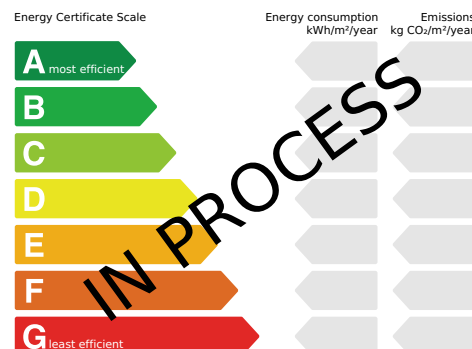 Energy Certificate Scale
Energy consumption
kWh/m²/year
Emissions
kg CO₂/m²/year
A most efficient
B
C
D
E
F
G least efficient
IN PROCESS